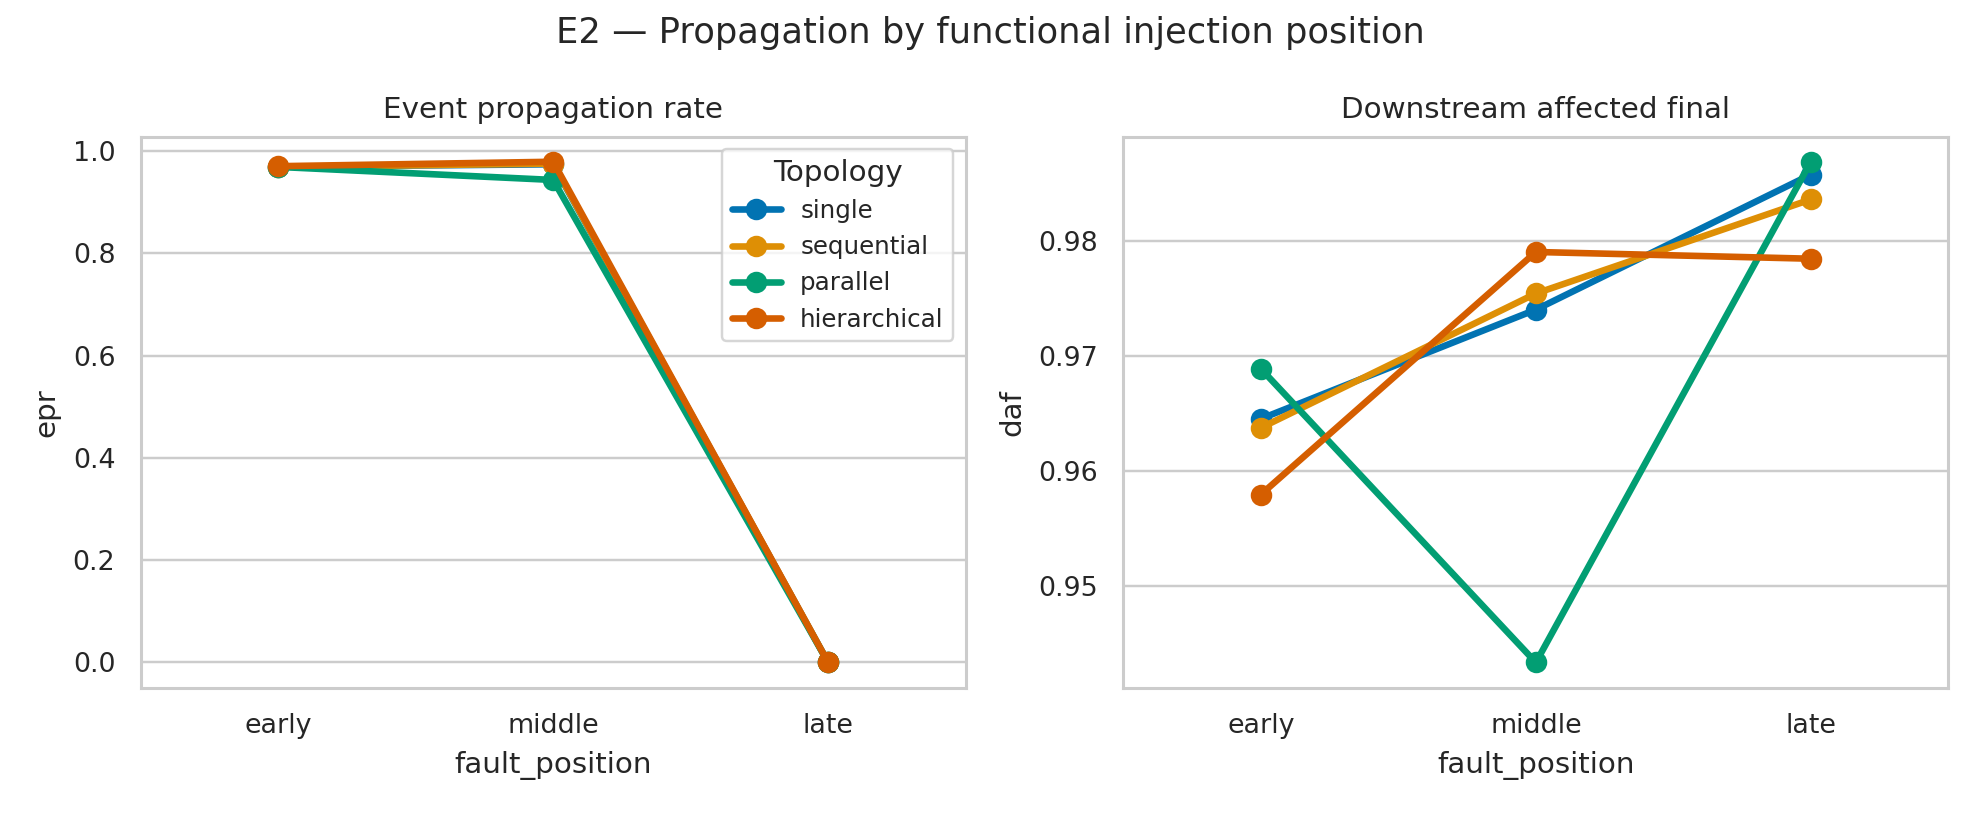 E2 — Propagation by functional injection position
Event propagation rate
epr
1.0
0.8
0.6
0.4
0.2
0.0
Topology
single
sequential
parallel
hierarchical
early middle late
fault_position
Downstream affected final
daf
0.98
0.97
0.96
0.95
early middle late
fault_position